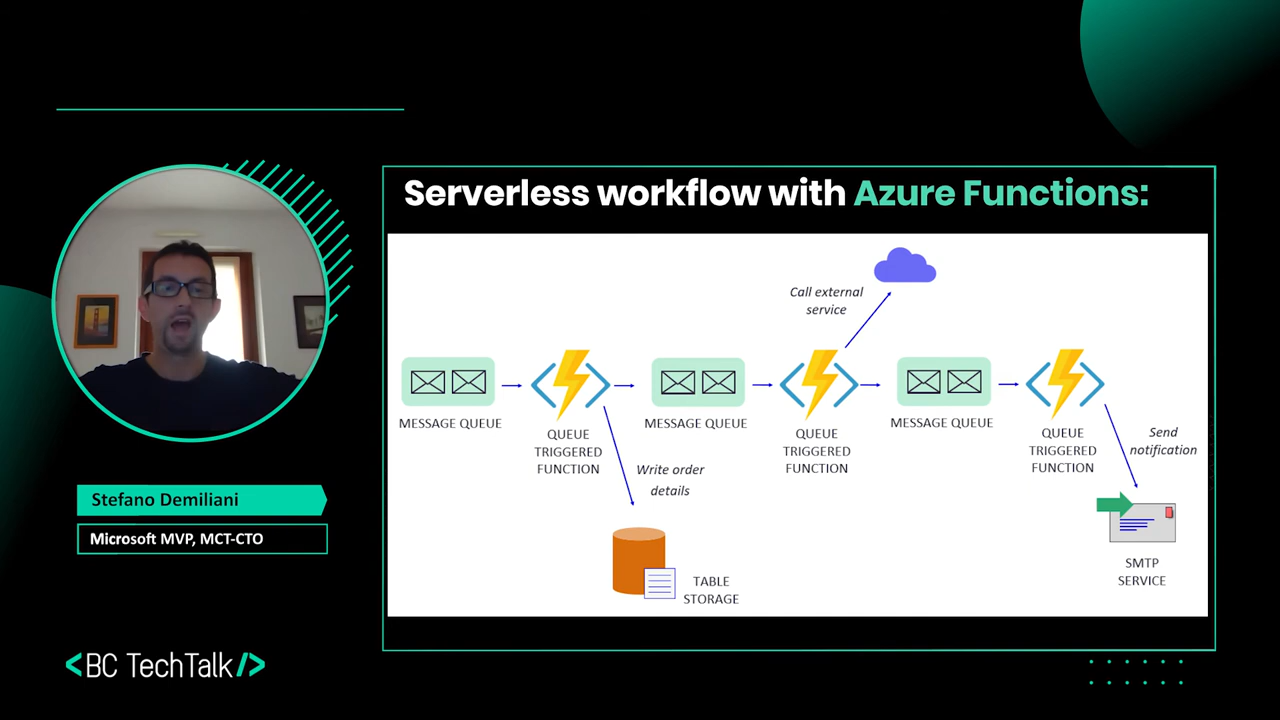 Serverless workflow with Azure Functions:
Call external
service
MESSAGE QUEUE
QUEUE
TRIGGERED
FUNCTION
MESSAGE QUEUE
QUEUE
TRIGGERED
FUNCTION
MESSAGE QUEUE
QUEUE
TRIGGERED
FUNCTION
Write order
details
Send
notification
TABLE
STORAGE
SMTP
SERVICE
Stefano Demiliani
Microsoft MVP, MCT-CTO
<BC TechTalk/>